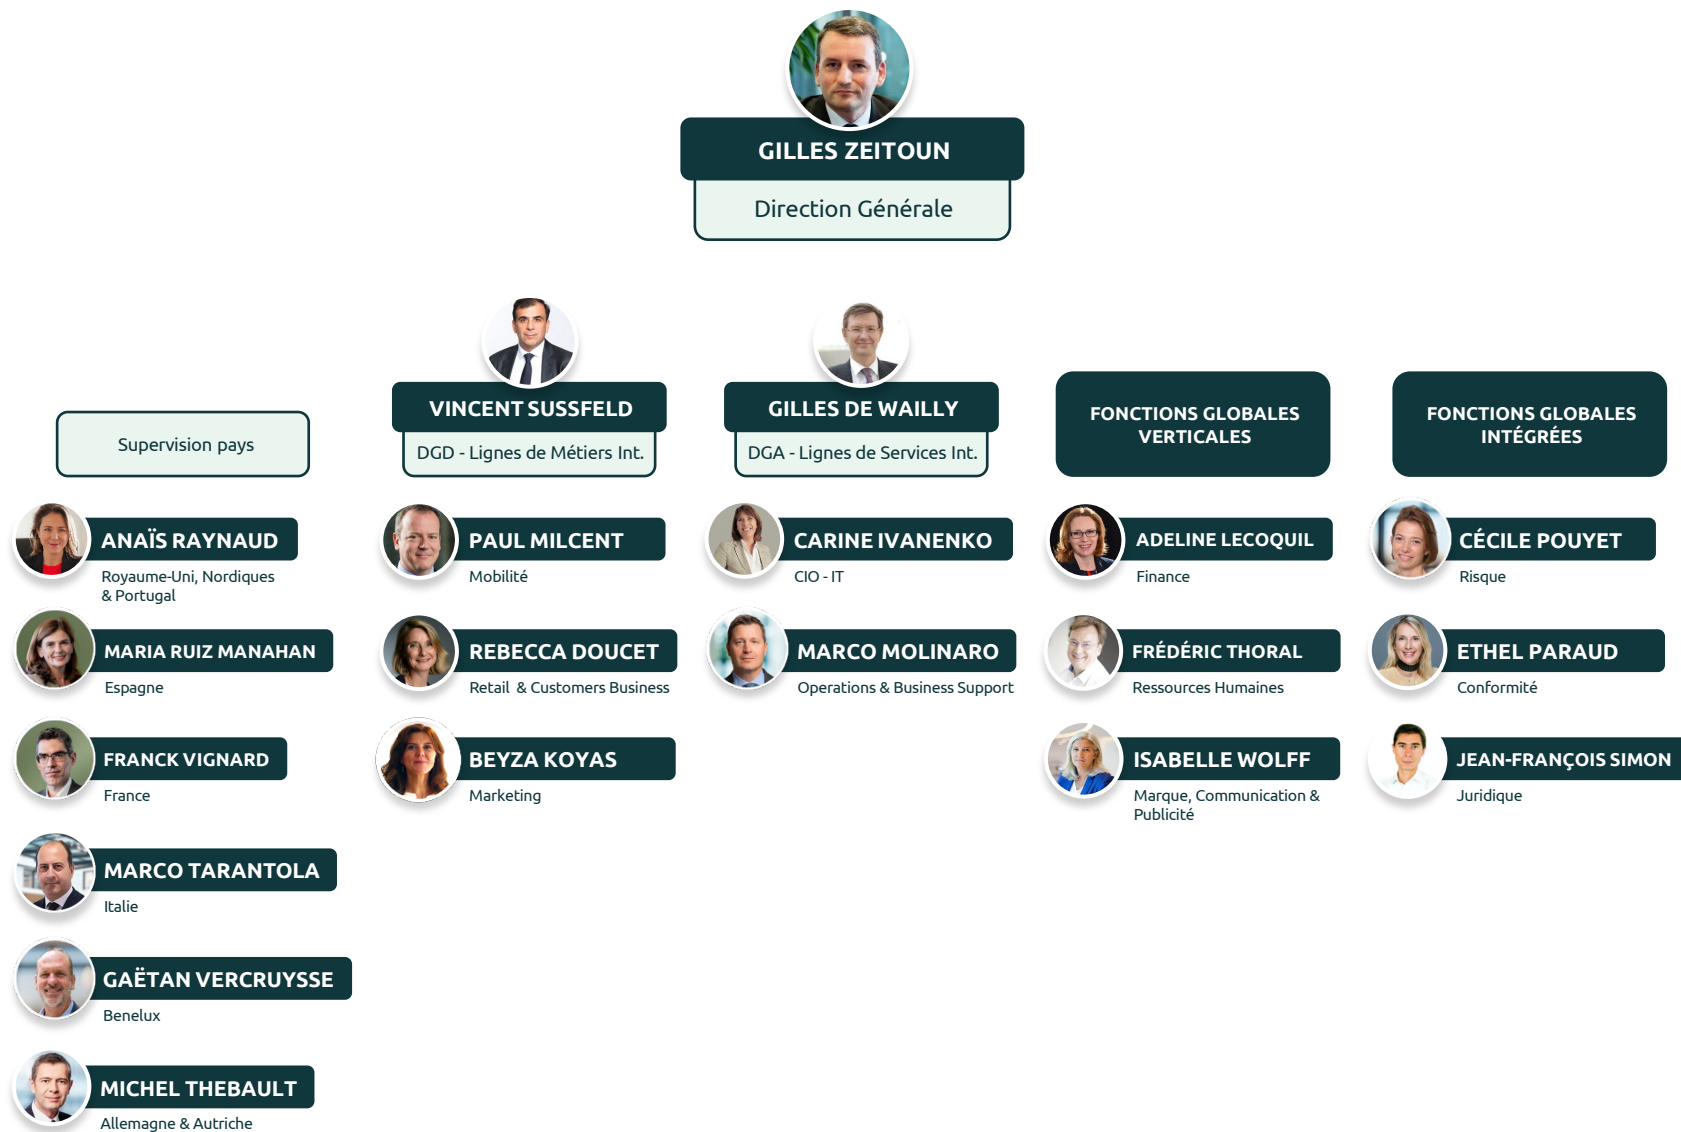 GILLES ZEITOUN
Direction Générale
Supervision pays
ANAÏS RAYNAUD
Royaume-Uni, Nordiques
& Portugal
MARIA RUIZ MANAHAN
Espagne
FRANCK VIGNARD
France
MARCO TARANTOLA
Italie
GAËTAN VERCRUYSSE
Benelux
MICHEL THEBAULT
Allemagne & Autriche
VINCENT SUSSFELD
DGD - Lignes de Métiers Int.
PAUL MILCENT
Mobilité
REBECCA DOUCET
Retail & Customers Business
BEYZA KOYAS
Marketing
GILLES DE WAILLY
DGA - Lignes de Services Int.
CARINE IVANENKO
CIO - IT
MARCO MOLINARO
Operations & Business Support
FONCTIONS GLOBALES
VERTICALES
ADELINE LECOQUIL
Finance
FRÉDÉRIC THORAL
Ressources Humaines
ISABELLE WOLFF
Marque, Communication &
Publicité
FONCTIONS GLOBALES
INTÉGRÉES
CÉCILE POUYET
Risque
ETHEL PARAUD
Conformité
JEAN-FRANÇOIS SIMON
Juridique